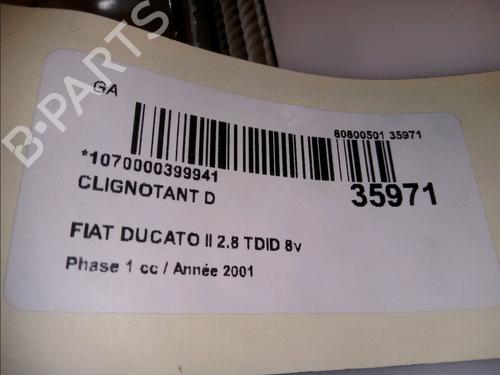 B-PARTS
GA
80800501 35971
*1070000399941
CLIGNOTANT D
35971
FIAT DUCATO II 2.8 TDID 8v
Phase 1 cc / Année 2001